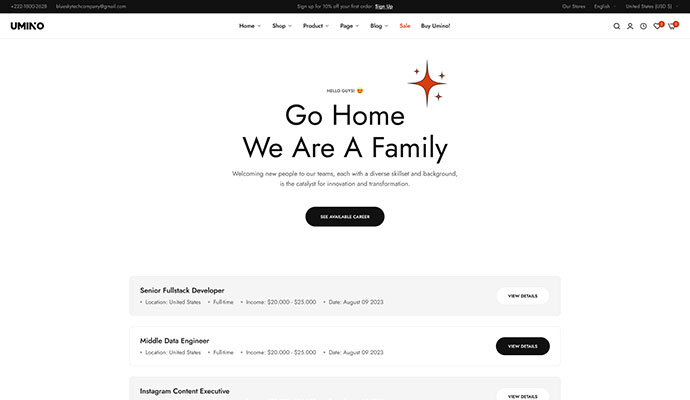 +222-1800-2628 blueskytechcompany@gmail.com Sign up for 10% off your first order. Sign Up Our Stores English United States (USD $)
UMINO Home Shop Product Page Blog Sale Buy Umino!
HELLO GUYS! 😍
Go Home
We Are A Family
Welcoming new people to our teams, each with a diverse skillset and background,
is the catalyst for innovation and transformation.
SEE AVAILABLE CAREER
Senior Fullstack Developer
• Location: United States • Full-time • Income: $20.000 - $25.000 • Date: August 09 2023
VIEW DETAILS
Middle Data Engineer
• Location: United States • Full-time • Income: $20.000 - $25.000 • Date: August 09 2023
VIEW DETAILS
Instagram Content Executive
VIEW DETAILS